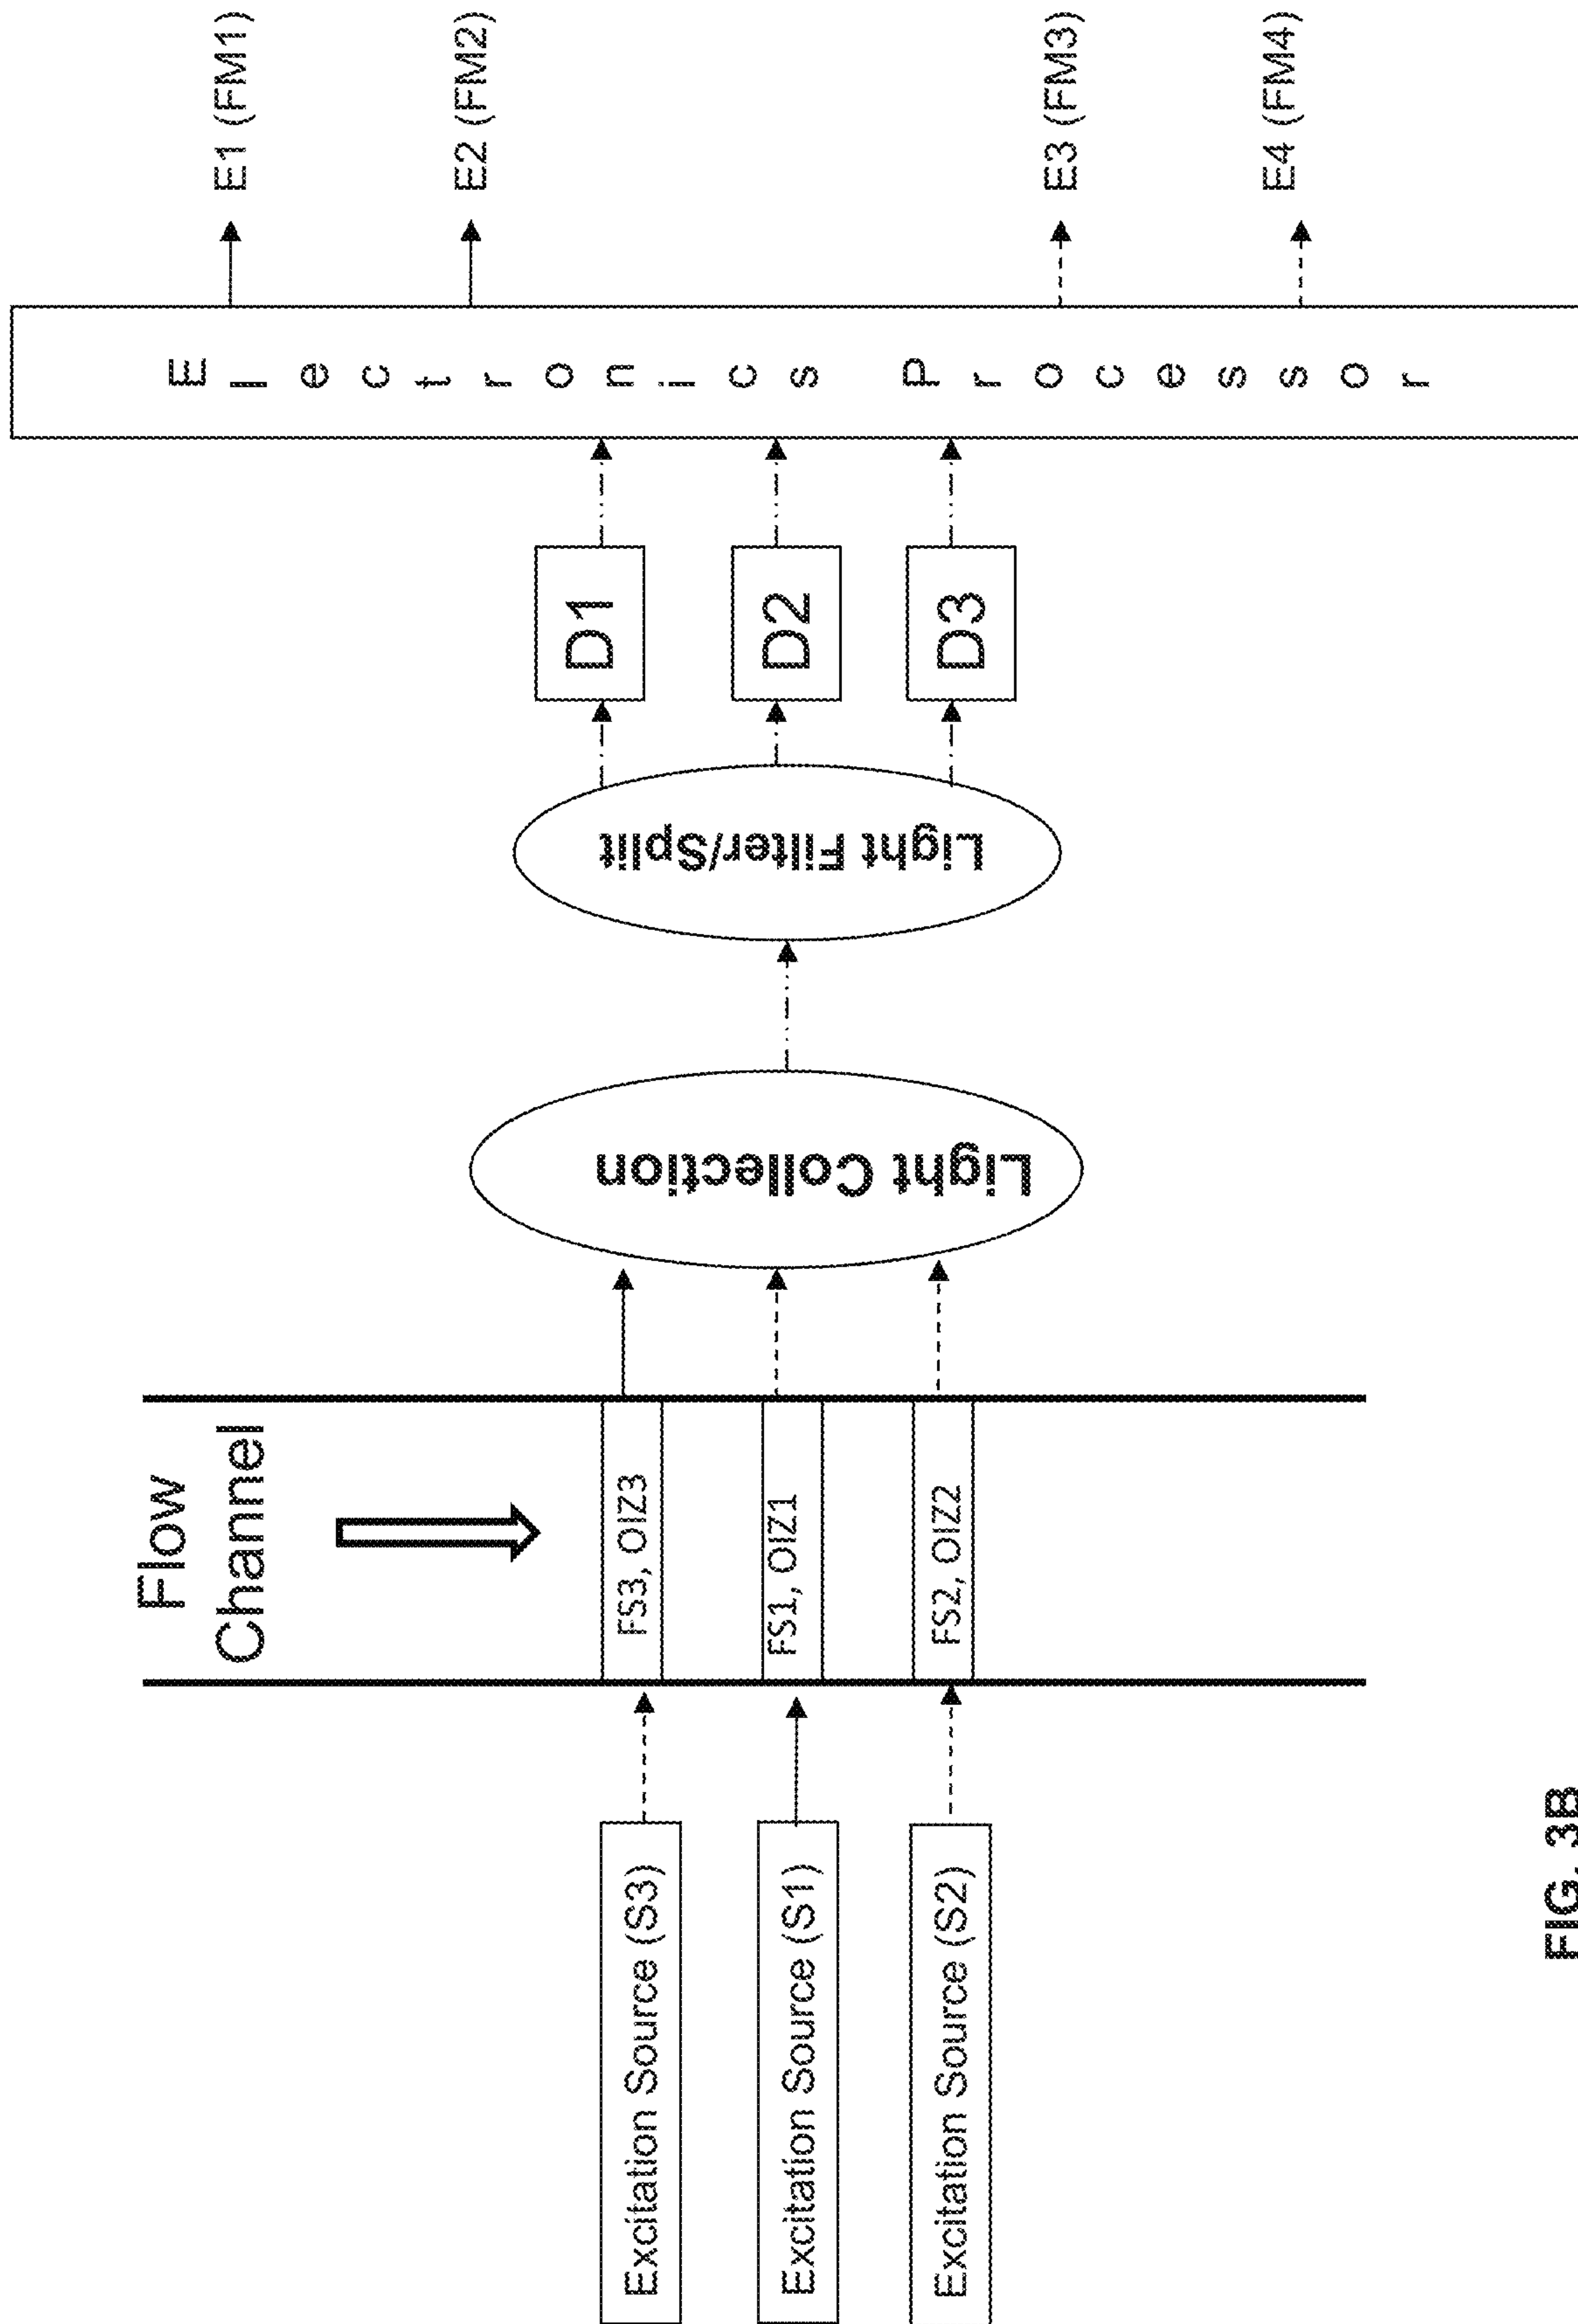 Flow
Channel
Excitation Source (S3)
Excitation Source (S1)
Excitation Source (S2)
FS3, OIZ3
FS1, OIZ1
FS2, OIZ2
Light Collection
Light Filter/Split
D1
D2
D3
Electronics Processor
E1 (FM1)
E2 (FM2)
E3 (FM3)
E4 (FM4)
FIG. 3B